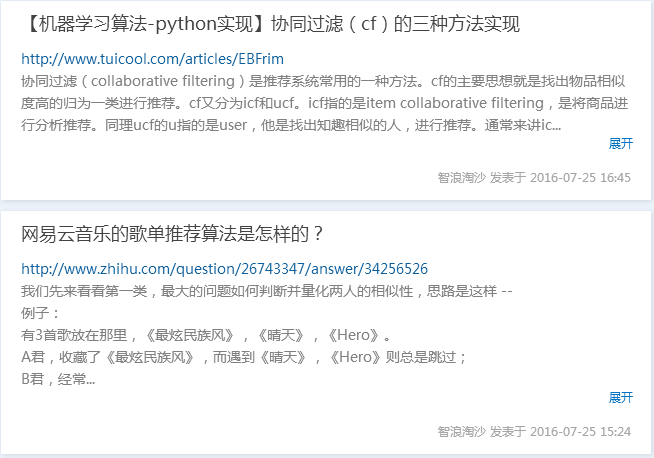 【机器学习算法-python实现】协同过滤（cf）的三种方法实现
http://www.tuicool.com/articles/EBFrim
协同过滤（collaborative filtering）是推荐系统常用的一种方法。cf的主要思想就是找出物品相似
度高的归为一类进行推荐。cf又分为icf和ucf。icf指的是item collaborative filtering，是将商品进
行分析推荐。同理ucf的u指的是user，他是找出知趣相似的人，进行推荐。通常来讲ic...
展开
智浪淘沙 发表于 2016-07-25 16:45
网易云音乐的歌单推荐算法是怎样的？
http://www.zhihu.com/question/26743347/answer/34256526
我们先来看看第一类，最大的问题如何判断并量化两人的相似性，思路是这样 --
例子：
有3首歌放在那里，《最炫民族风》，《晴天》，《Hero》。
A君，收藏了《最炫民族风》，而遇到《晴天》，《Hero》则总是跳过；
B君，经常...
展开
智浪淘沙 发表于 2016-07-25 15:24